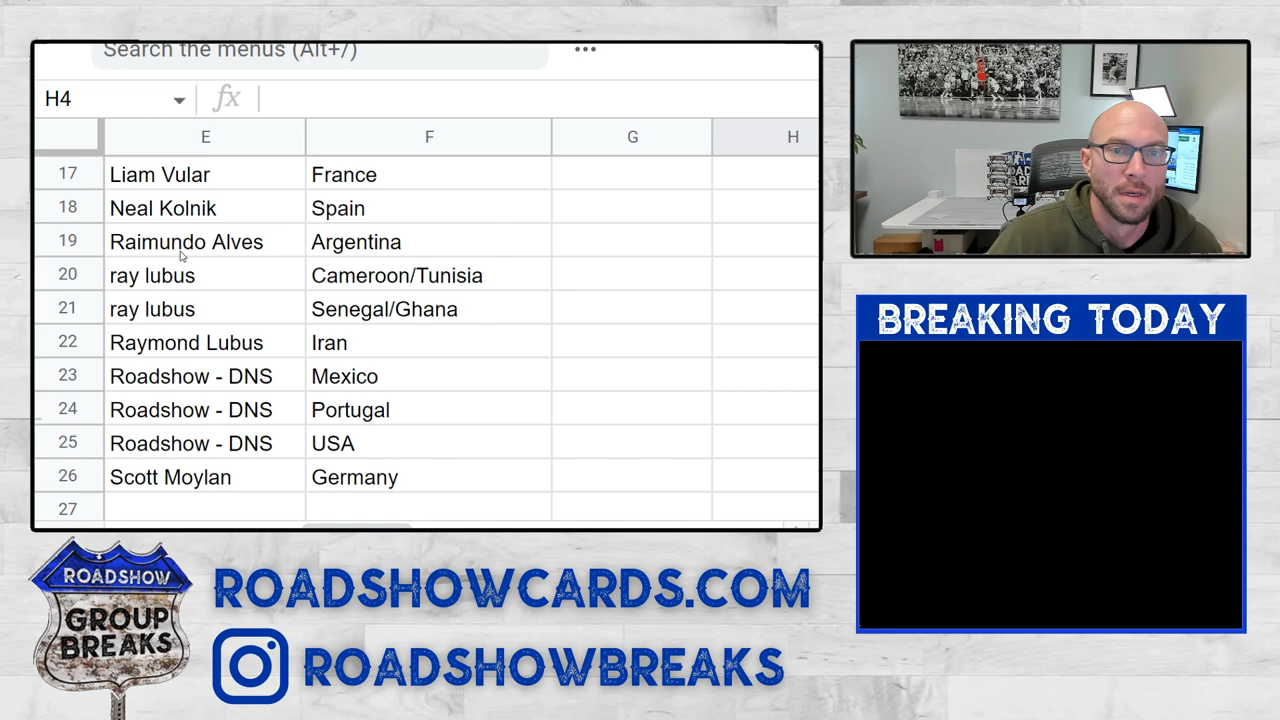 Search the menus (Alt+/)
H4
fx
E F G H
17 Liam Vular France
18 Neal Kolnik Spain
19 Raimundo Alves Argentina
20 ray lubus Cameroon/Tunisia
21 ray lubus Senegal/Ghana
22 Raymond Lubus Iran
23 Roadshow - DNS Mexico
24 Roadshow - DNS Portugal
25 Roadshow - DNS USA
26 Scott Moylan Germany
27
BREAKING TODAY
ROADSHOW
GROUP
BREAKS
ROADSHOWCARDS.COM
ROADSHOWBREAKS